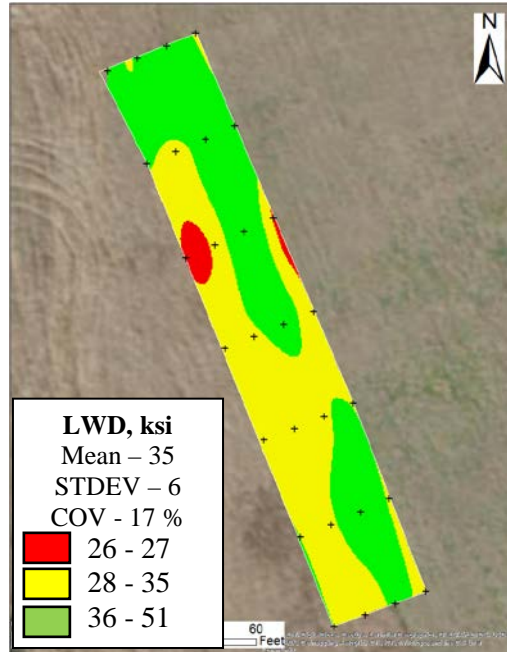 N
LWD, ksi
Mean – 35
STDEV – 6
COV - 17 %
26 - 27
28 - 35
36 - 51
60
Feet